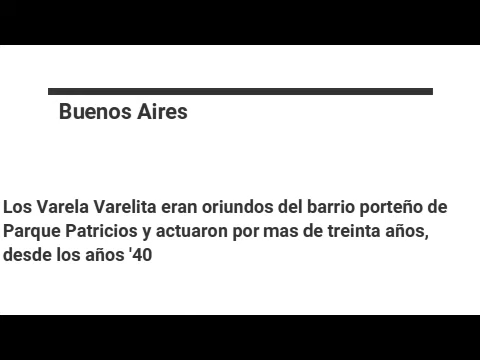 Buenos Aires
Los Varela Varelita eran oriundos del barrio porteño de
Parque Patricios y actuaron por mas de treinta años,
desde los años '40